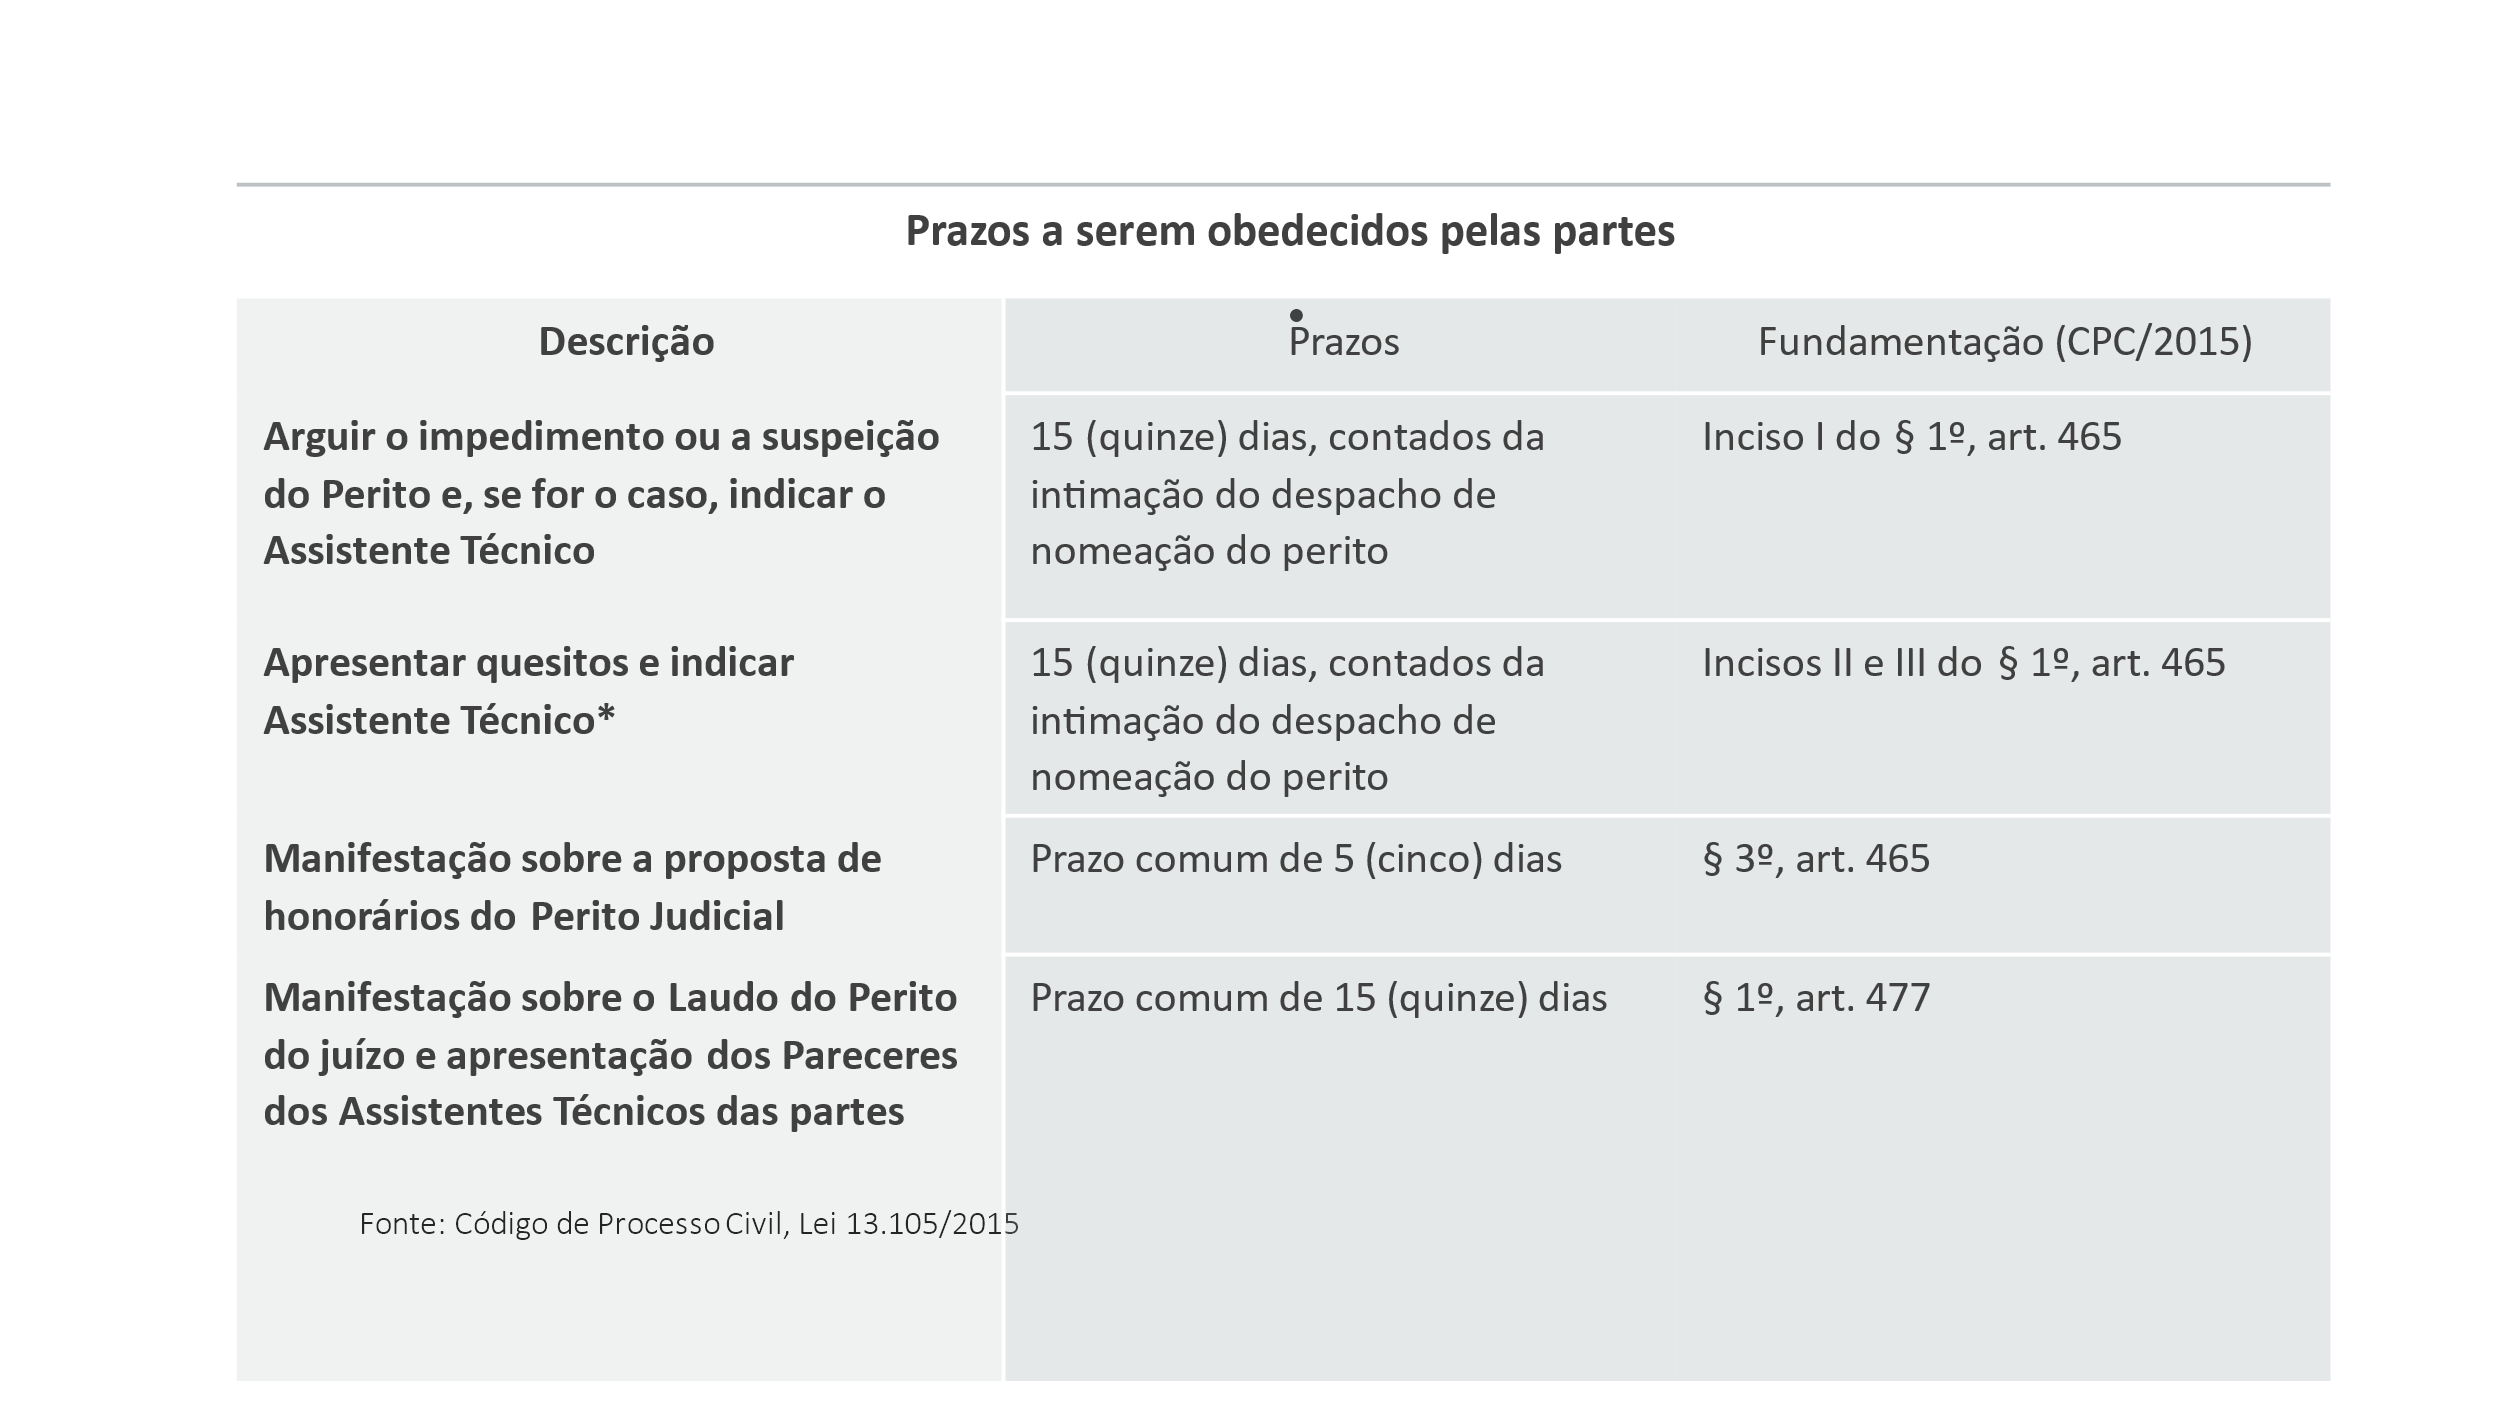 Prazos a serem obedecidos pelas partes
Descrição
•
Prazos
Fundamentação (CPC/2015)
Arguir o impedimento ou a suspeição
do Perito e, se for o caso, indicar o
Assistente Técnico
15 (quinze) dias, contados da
intimação do despacho de
nomeação do perito
Inciso I do § 1º, art. 465
Apresentar quesitos e indicar
Assistente Técnico*
15 (quinze) dias, contados da
intimação do despacho de
nomeação do perito
Incisos II e III do § 1º, art. 465
Manifestação sobre a proposta de
honorários do Perito Judicial
Prazo comum de 5 (cinco) dias
§ 3º, art. 465
Manifestação sobre o Laudo do Perito
do juízo e apresentação dos Pareceres
dos Assistentes Técnicos das partes
Prazo comum de 15 (quinze) dias
§ 1º, art. 477
Fonte: Código de Processo Civil, Lei 13.105/2015